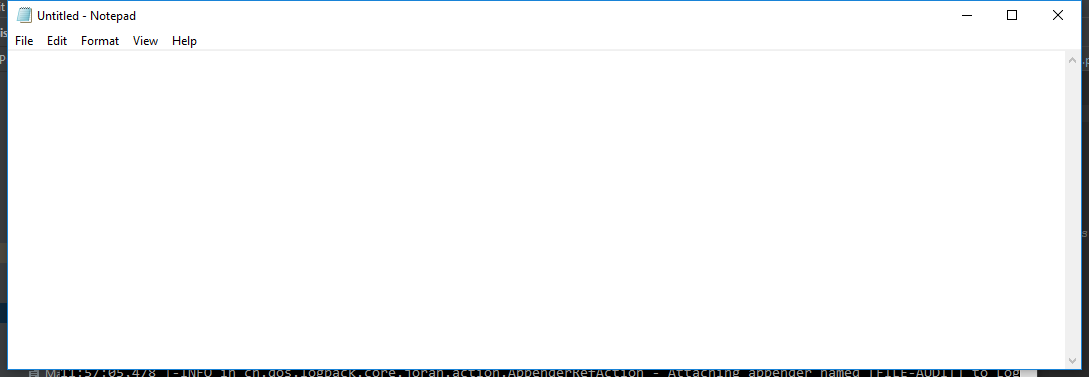 Untitled - Notepad
File Edit Format View Help
11:57:05.478 |-INFO in ch.qos.logback.core.joran.action.AppenderRefAction - Attaching appender named [FILE-AUDIT] to Log